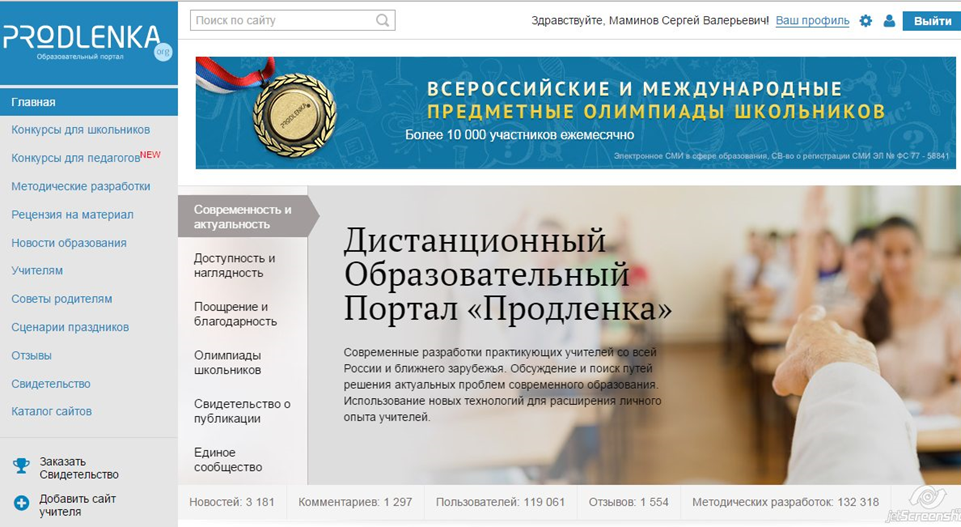 PRODLENKA
org
Образовательный портал
Поиск по сайту
Здравствуйте, Маминов Сергей Валерьевич! Ваш профиль Выйти
Главная
Конкурсы для школьников
Конкурсы для педагогов NEW
Методические разработки
Рецензия на материал
Новости образования
Учителям
Советы родителям
Сценарии праздников
Отзывы
Свидетельство
Каталог сайтов
Заказать
Свидетельство
Добавить сайт
учителя
PRODLENKA
ВСЕРОССИЙСКИЕ И МЕЖДУНАРОДНЫЕ
ПРЕДМЕТНЫЕ ОЛИМПИАДЫ ШКОЛЬНИКОВ
Более 10 000 участников ежемесячно
Электронное СМИ в сфере образования, СВ-во о регистрации СМИ ЭЛ № ФС 77 - 58841
Современность и
актуальность
Доступность и
наглядность
Поощрение и
благодарность
Олимпиады
школьников
Свидетельство о
публикации
Единое
сообщество
Дистанционный
Образовательный
Портал «Продленка»
Современные разработки практикующих учителей со всей
России и ближнего зарубежья. Обсуждение и поиск путей
решения актуальных проблем современного образования.
Использование новых технологий для расширения личного
опыта учителей.
Новостей: 3 181 Комментариев: 1 297 Пользователей: 119 061 Отзывов: 1 554 Методических разработок: 132 318